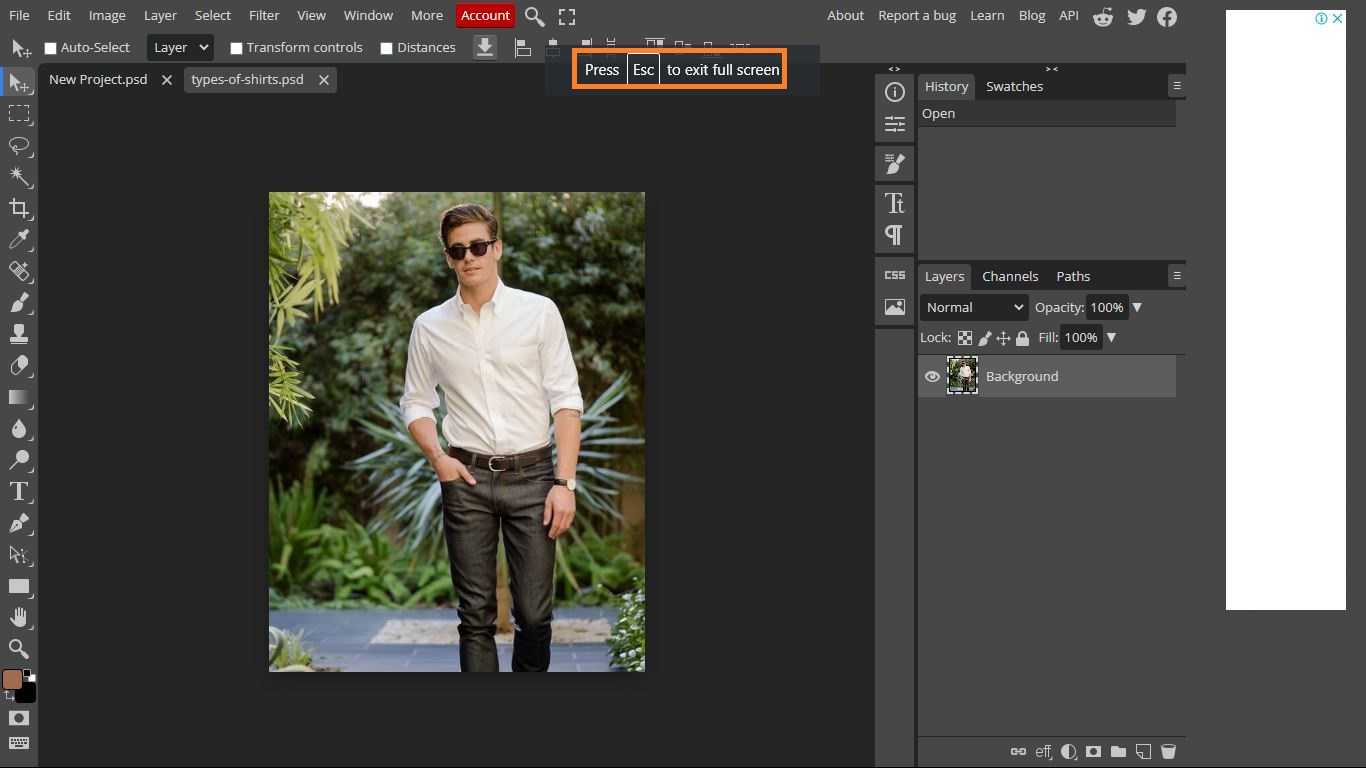 File Edit Image Layer Select Filter View Window More Account About Report a bug Learn Blog API
Auto-Select Layer Transform controls Distances
Press Esc to exit full screen
New Project.psd types-of-shirts.psd
History Swatches
Open
Tt
CSS
Layers Channels Paths
Normal Opacity: 100%
Lock: Fill: 100%
Background
T
eff